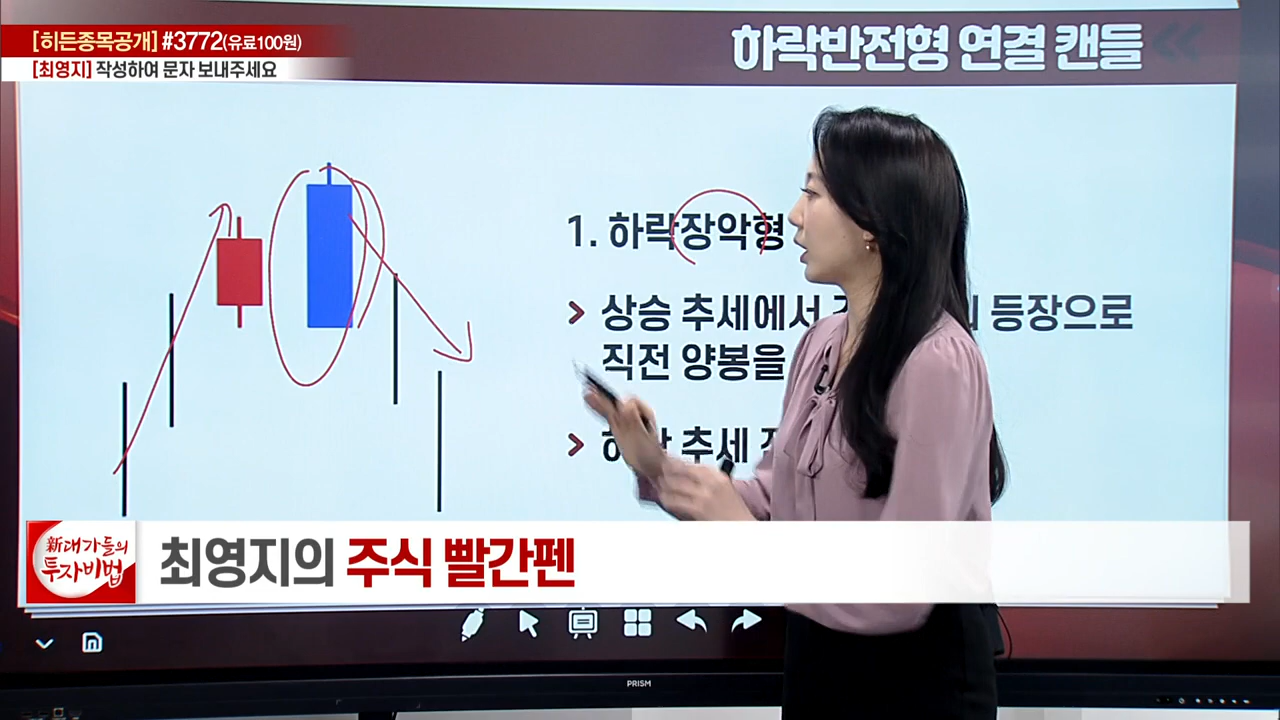 [히든종목공개] #3772(유료100원)
[최영지] 작성하여 문자 보내주세요
하락반전형 연결 캔들
1. 하락장악형
상승 추세에서 등장으로
직전 양봉을
추세
新대가들의
투자비법
최영지의 주식 빨간펜
PRISM